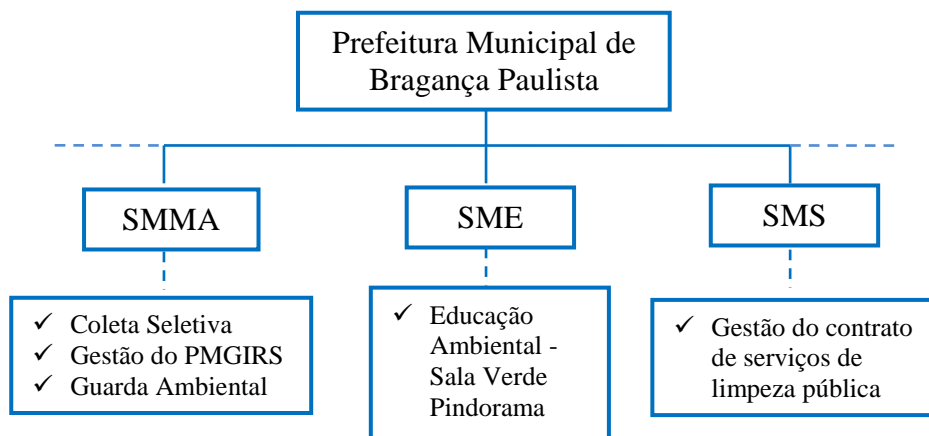 Prefeitura Municipal de
Bragança Paulista
SMMA
SME
SMS
✓ Coleta Seletiva
✓ Gestão do PMGIRS
✓ Guarda Ambiental
✓ Educação
Ambiental -
Sala Verde
Pindorama
✓ Gestão do contrato
de serviços de
limpeza pública